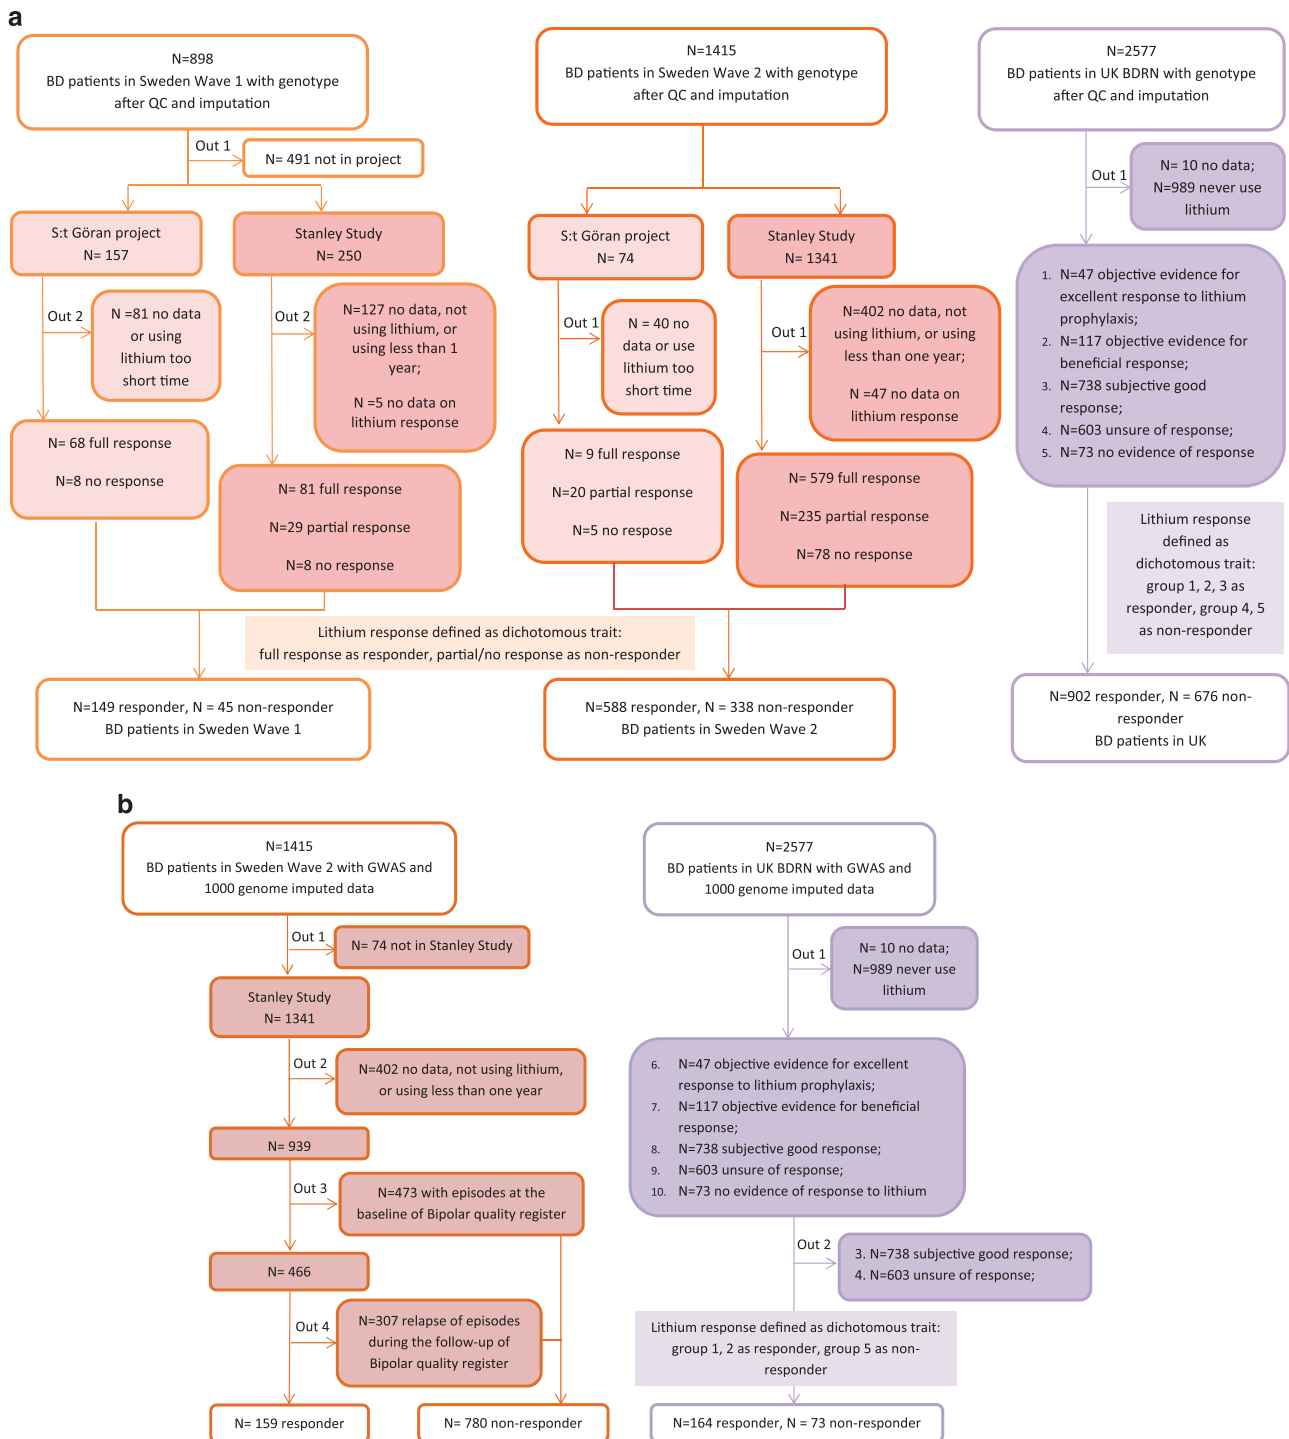 a
N=898
BD patients in Sweden Wave 1 with genotype
after QC and imputation
Out 1
N= 491 not in project
S:t Göran project
N= 157
Stanley Study
N= 250
Out 2
N =81 no data
or using
lithium too
short time
Out 2
N=127 no data, not
using lithium, or
using less than 1
year;
N =5 no data on
lithium response
N= 68 full response
N=8 no response
N= 81 full response
N=29 partial response
N=8 no response
N=1415
BD patients in Sweden Wave 2 with genotype
after QC and imputation
S:t Göran project
N= 74
Stanley Study
N= 1341
Out 1
N = 40 no
data or use
lithium too
short time
Out 1
N=402 no data, not
using lithium, or using
less than one year;
N =47 no data on
lithium response
N= 9 full response
N=20 partial response
N=5 no respose
N= 579 full response
N=235 partial response
N=78 no response
Lithium response defined as dichotomous trait:
full response as responder, partial/no response as non-responder
N=149 responder, N = 45 non-responder
BD patients in Sweden Wave 1
N=588 responder, N = 338 non-responder
BD patients in Sweden Wave 2
N=2577
BD patients in UK BDRN with genotype
after QC and imputation
Out 1
N= 10 no data;
N=989 never use
lithium
1. N=47 objective evidence for
excellent response to lithium
prophylaxis;
2. N=117 objective evidence for
beneficial response;
3. N=738 subjective good
response;
4. N=603 unsure of response;
5. N=73 no evidence of response
Lithium response
defined as
dichotomous trait:
group 1, 2, 3 as
responder, group 4, 5
as non-responder
N=902 responder, N = 676 non-
responder
BD patients in UK
b
N=1415
BD patients in Sweden Wave 2 with GWAS and
1000 genome imputed data
Out 1
N= 74 not in Stanley Study
Stanley Study
N= 1341
Out 2
N=402 no data, not using lithium,
or using less than one year
N= 939
Out 3
N=473 with episodes at the
baseline of Bipolar quality register
N= 466
Out 4
N=307 relapse of episodes
during the follow-up of
Bipolar quality register
N= 159 responder
N= 780 non-responder
N=2577
BD patients in UK BDRN with GWAS and
1000 genome imputed data
Out 1
N= 10 no data;
N=989 never use
lithium
6. N=47 objective evidence for excellent
response to lithium prophylaxis;
7. N=117 objective evidence for beneficial
response;
8. N=738 subjective good response;
9. N=603 unsure of response;
10. N=73 no evidence of response to lithium
Out 2
3. N=738 subjective good response;
4. N=603 unsure of response;
Lithium response defined as dichotomous trait:
group 1, 2 as responder, group 5 as non-
responder
N=164 responder, N = 73 non-responder